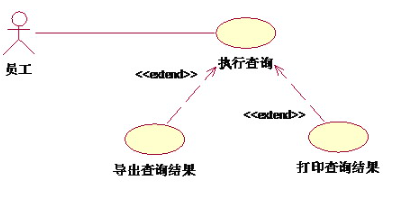 员工
执行查询
<<extend>>
<<extend>>
导出查询结果
打印查询结果